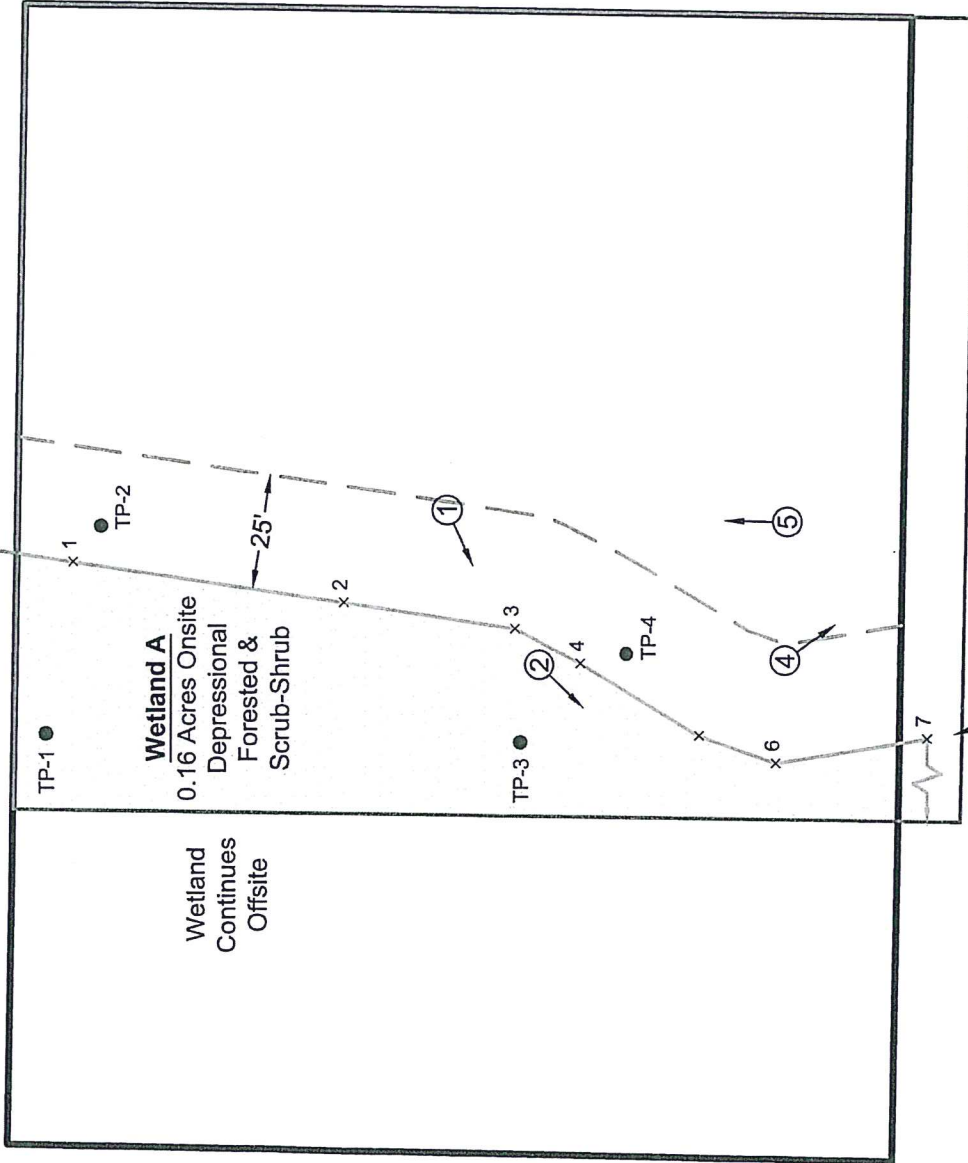 1
TP-2
TP-1
Wetland A
0.16 Acres Onsite
Depressional
Forested &
Scrub-Shrub
25'
2
①
3
②
4
TP-4
TP-3
⑤
④
6
7
Wetland
Continues
Offsite